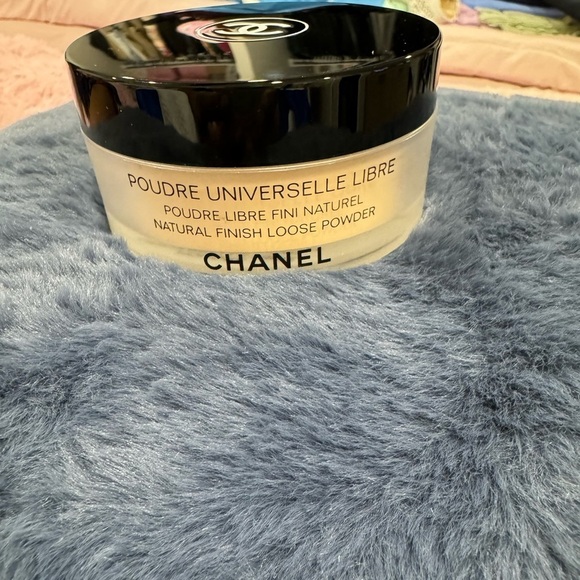 POUDRE UNIVERSELLE LIBRE
POUDRE LIBRE FINI NATUREL
NATURAL FINISH LOOSE POWDER
CHANEL